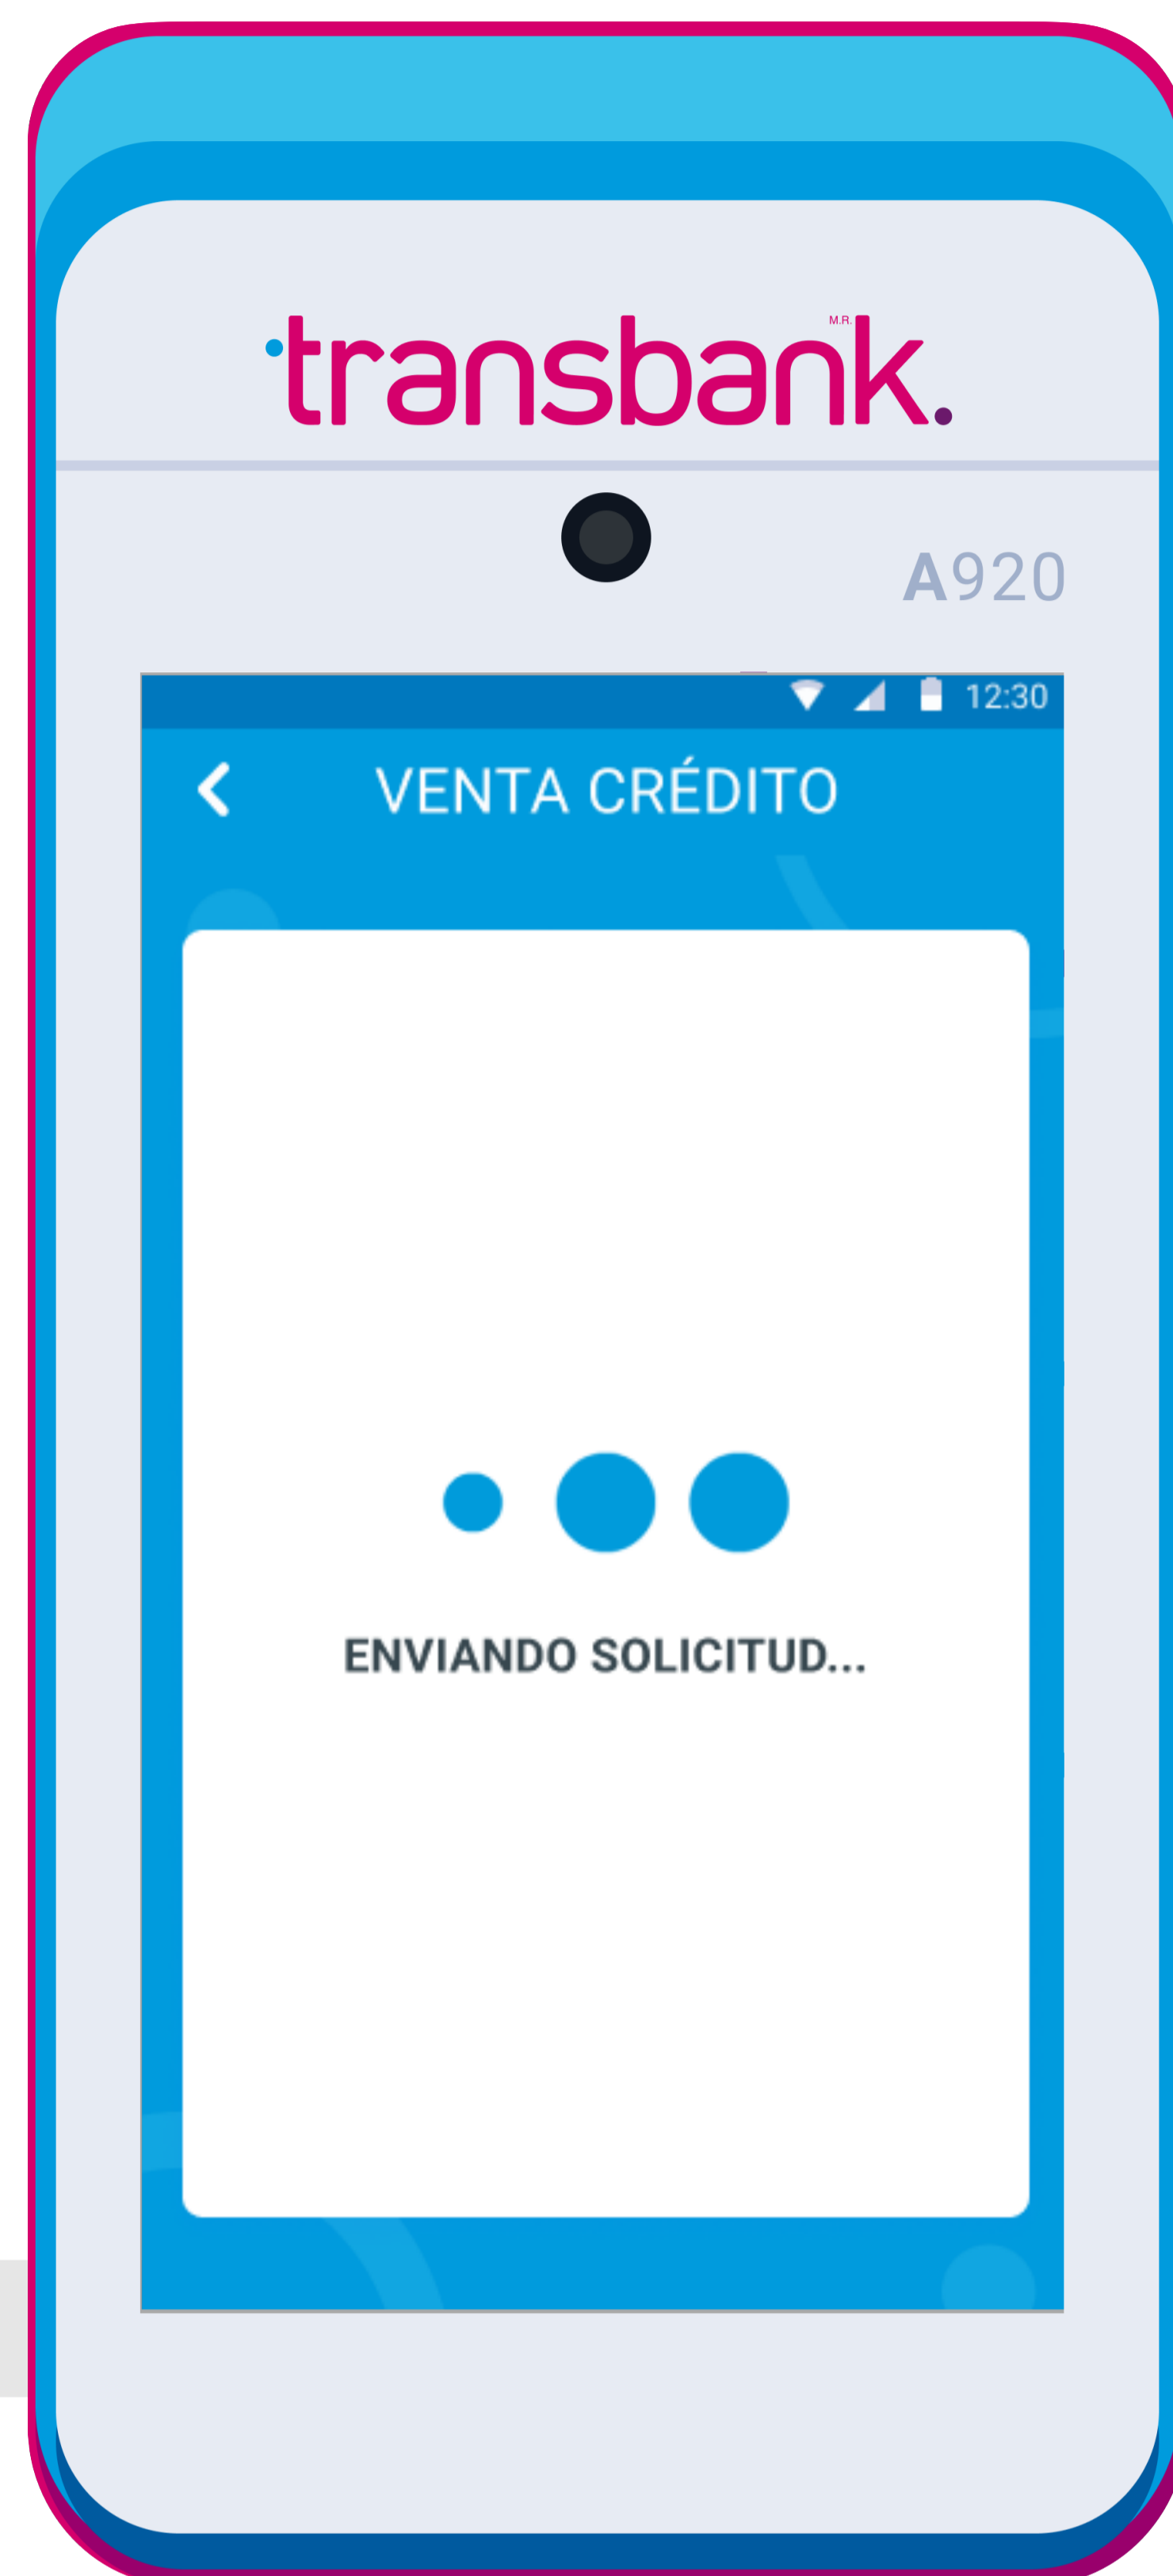 transbank.
M.R.
A920
12:30
VENTA CRÉDITO
ENVIANDO SOLICITUD...